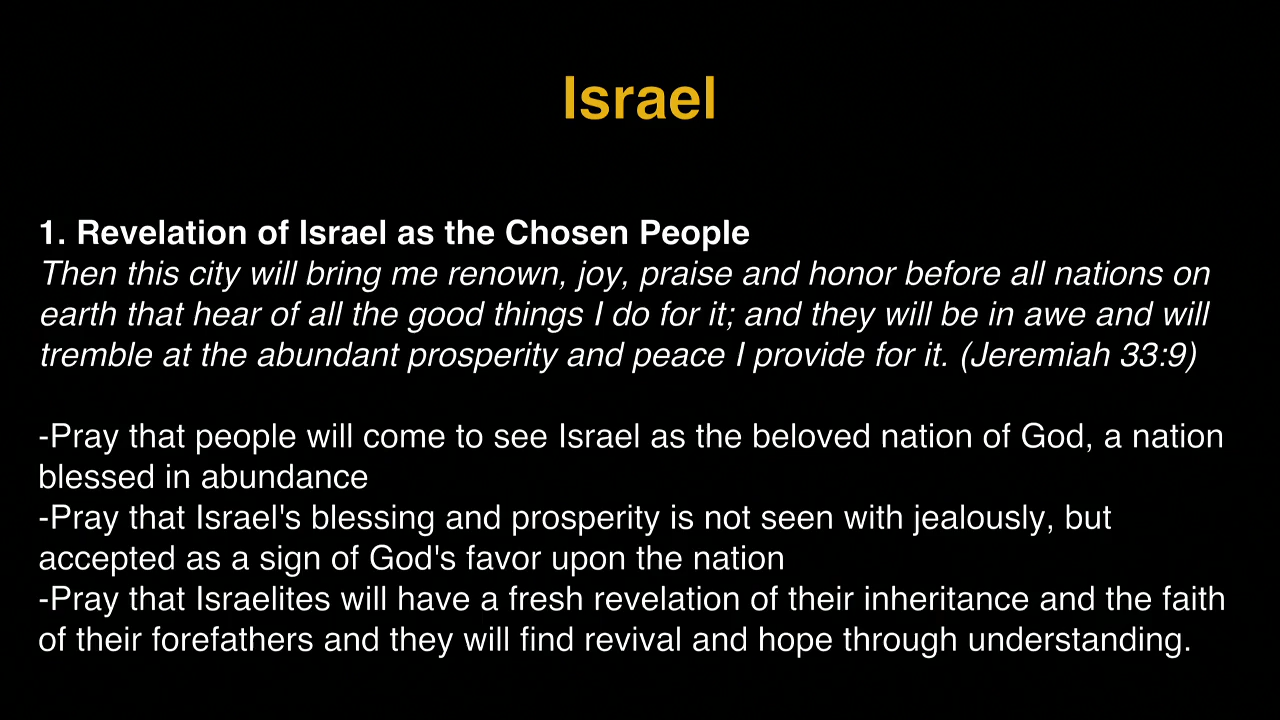 Israel
1. Revelation of Israel as the Chosen People
Then this city will bring me renown, joy, praise and honor before all nations on
earth that hear of all the good things I do for it; and they will be in awe and will
tremble at the abundant prosperity and peace I provide for it. (Jeremiah 33:9)
-Pray that people will come to see Israel as the beloved nation of God, a nation
blessed in abundance
-Pray that Israel's blessing and prosperity is not seen with jealously, but
accepted as a sign of God's favor upon the nation
-Pray that Israelites will have a fresh revelation of their inheritance and the faith
of their forefathers and they will find revival and hope through understanding.